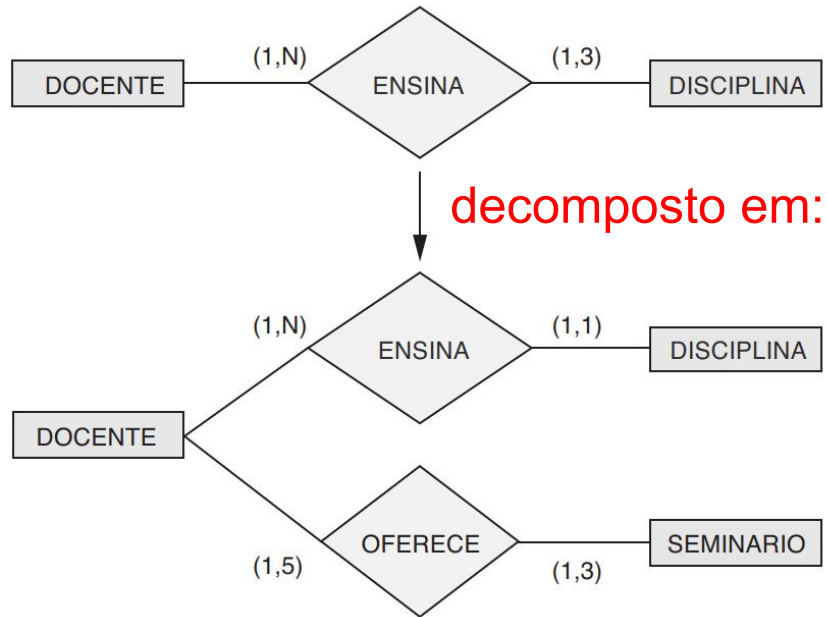 (1,N)
(1,3)
DOCENTE
ENSINA
DISCIPLINA
decomposto em:
(1,N)
(1,1)
ENSINA
DISCIPLINA
DOCENTE
OFERECE
SEMINARIO
(1,5)
(1,3)